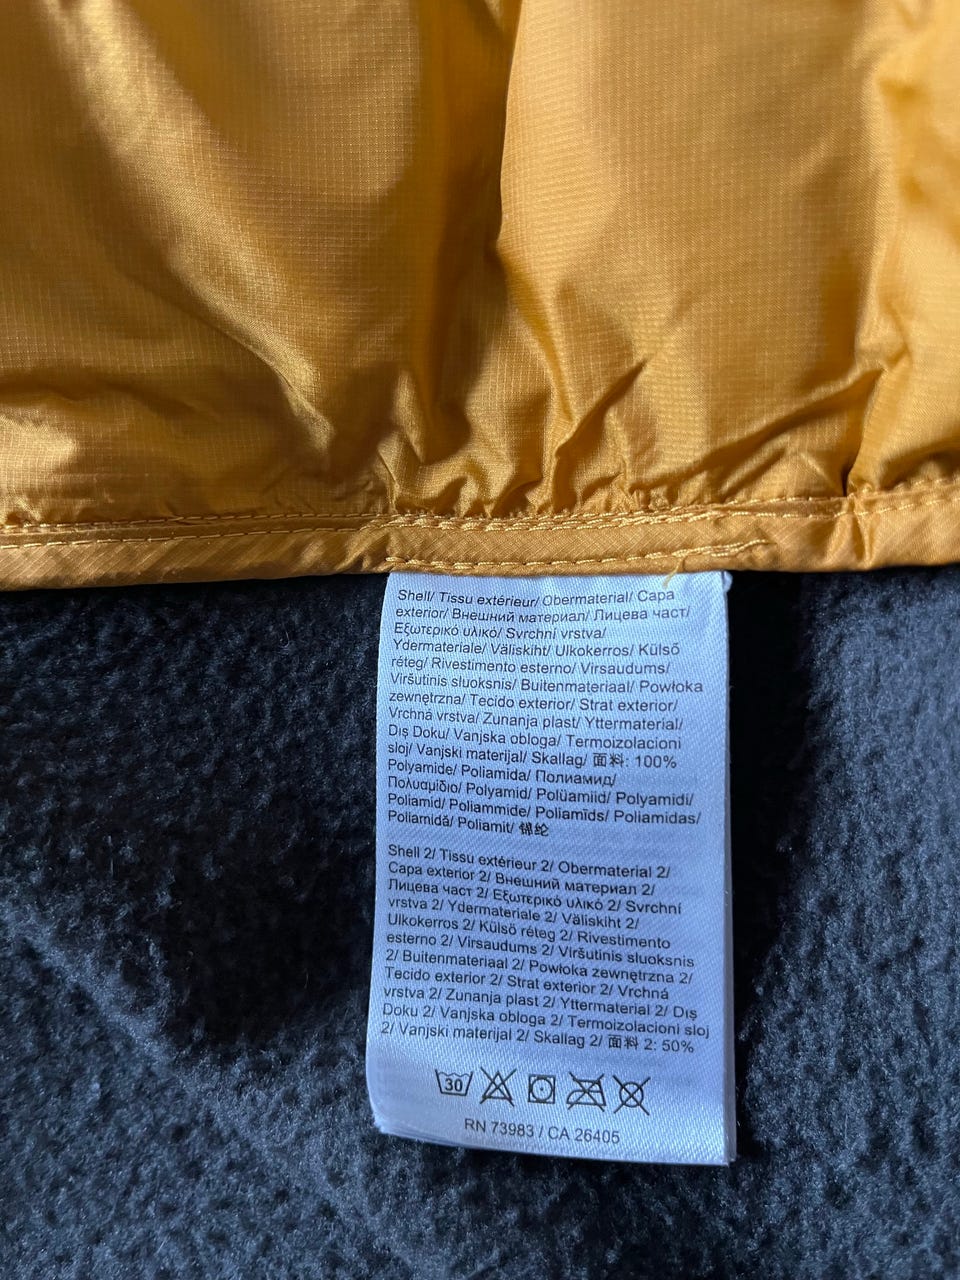 Shell/ Tissu extérieur/ Obermaterial/ Capa
exterior/ Внешний материал/ Лицева част/
Εξωτερικό υλικό/ Svrchní vrstva/
Ydermateriale/ Väliskiht/ Ulkokerros/ Külső
réteg/ Rivestimento esterno/ Virsaudums/
Viršutinis sluoksnis/ Buitenmateriaal/ Powłoka
zewnętrzna/ Tecido exterior/ Strat exterior/
Vrchná vrstva/ Zunanja plast/ Yttermaterial/
Dış Doku/ Vanjska obloga/ Termoizolacioni
sloj/ Vanjski materijal/ Skallag/ 面料: 100%
Polyamide/ Poliamida/ Полиамид/
Πολυαμίδιο/ Polyamid/ Polüamiid/ Polyamidi/
Poliamid/ Poliammide/ Poliamīds/ Poliamidas/
Poliamidă/ Poliamit/ 锦纶
Shell 2/ Tissu extérieur 2/ Obermaterial 2/
Capa exterior 2/ Внешний материал 2/
Лицева част 2/ Εξωτερικό υλικό 2/ Svrchní
vrstva 2/ Ydermateriale 2/ Väliskiht 2/
Ulkokerros 2/ Külső réteg 2/ Rivestimento
esterno 2/ Virsaudums 2/ Viršutinis sluoksnis
2/ Buitenmateriaal 2/ Powłoka zewnętrzna 2/
Tecido exterior 2/ Strat exterior 2/ Vrchná
vrstva 2/ Zunanja plast 2/ Yttermaterial 2/ Dış
Doku 2/ Vanjska obloga 2/ Termoizolacioni sloj
2/ Vanjski materijal 2/ Skallag 2/ 面料 2: 50%
30
RN 73983 / CA 26405